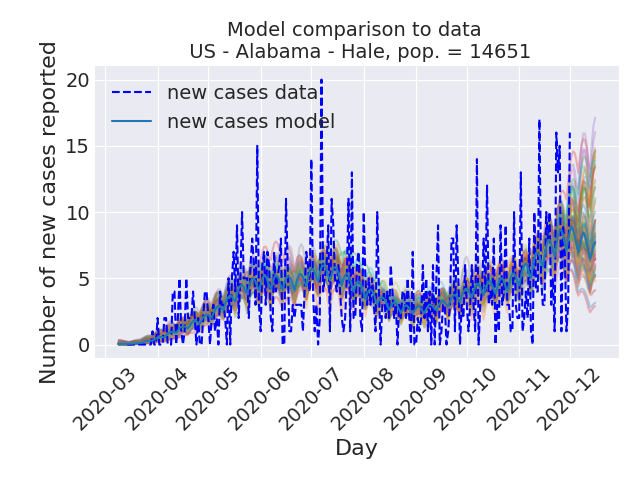 Model comparison to data
US - Alabama - Hale, pop. = 14651
Number of new cases reported
20
15
10
5
0
new cases data
new cases model
2020-03
2020-04
2020-05
2020-06
2020-07
2020-08
2020-09
2020-10
2020-11
2020-12
Day